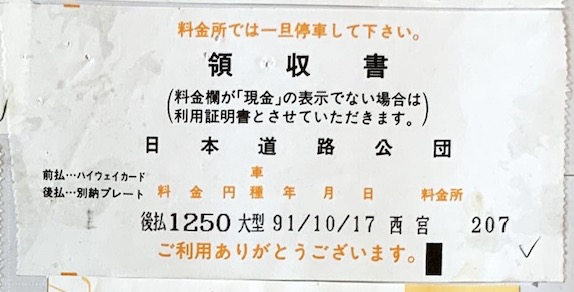 料金所では一旦停車して下さい。
領収書
(料金欄が「現金」の表示でない場合は
利用証明書とさせていただきます。)
日本道路公団
前払…ハイウェイカード
後払…別納プレート
料金円 車種 年月日 料金所
後払1250大型 91/10/17 西宮 207
ご利用ありがとうございます。